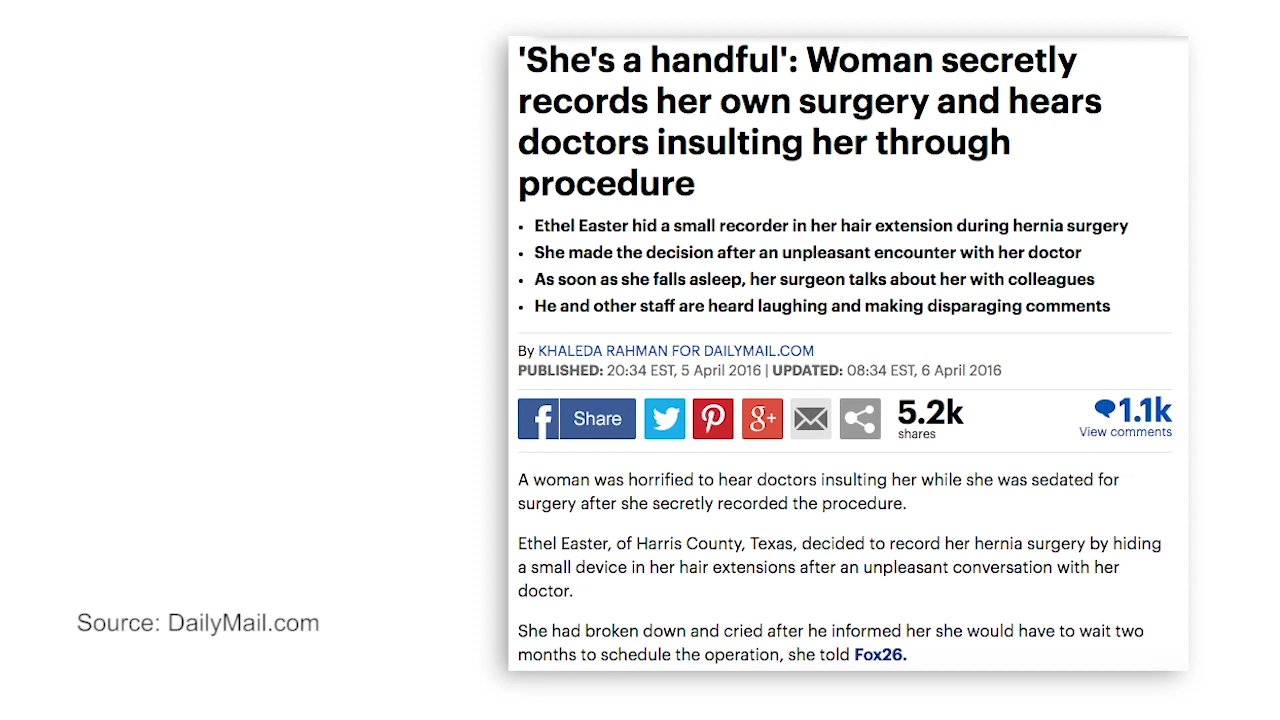 'She's a handful': Woman secretly
records her own surgery and hears
doctors insulting her through
procedure
• Ethel Easter hid a small recorder in her hair extension during hernia surgery
• She made the decision after an unpleasant encounter with her doctor
• As soon as she falls asleep, her surgeon talks about her with colleagues
• He and other staff are heard laughing and making disparaging comments
By KHALEDA RAHMAN FOR DAILYMAIL.COM
PUBLISHED: 20:34 EST, 5 April 2016 | UPDATED: 08:34 EST, 6 April 2016
f Share g+ 5.2k shares 1.1k View comments
A woman was horrified to hear doctors insulting her while she was sedated for
surgery after she secretly recorded the procedure.
Ethel Easter, of Harris County, Texas, decided to record her hernia surgery by hiding
a small device in her hair extensions after an unpleasant conversation with her
doctor.
She had broken down and cried after he informed her she would have to wait two
months to schedule the operation, she told Fox26.
Source: DailyMail.com